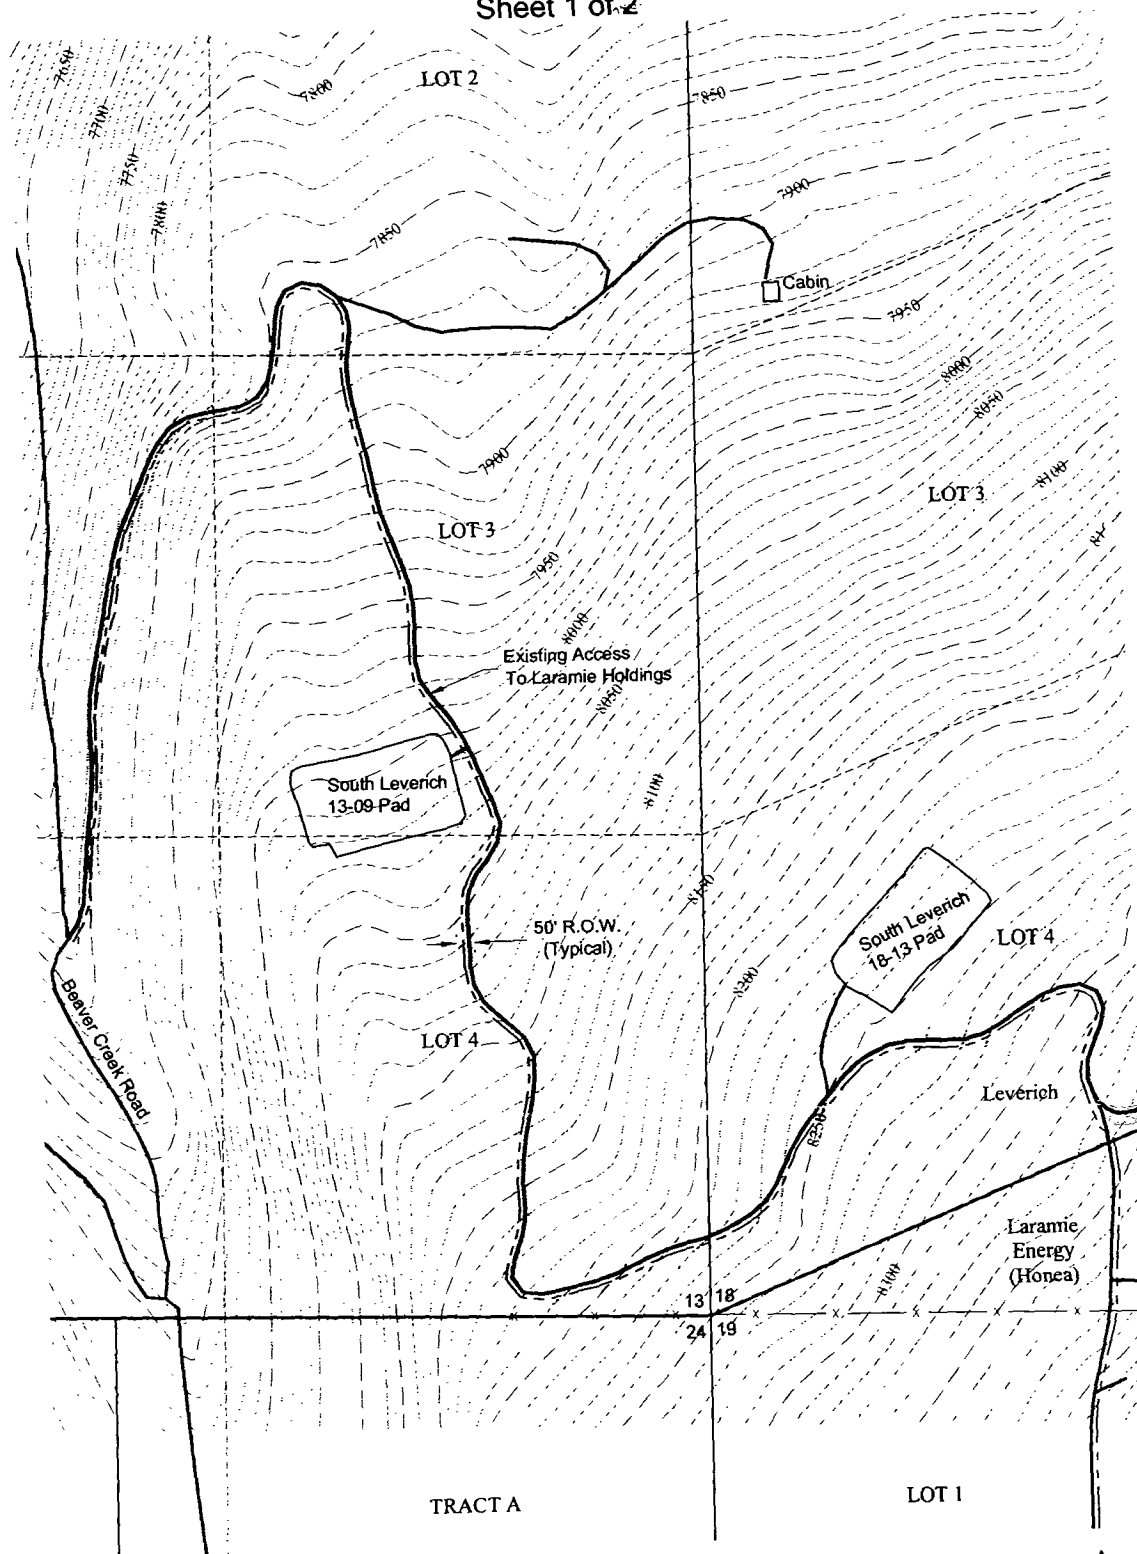 Sheet 1 of 2
7650
7700
7750
7800
7800
LOT 2
7850
7850
7900
Cabin
7950
8000
8050
8100
81
7900
LOT 3
LOT 3
7950
8000
Existing Access
To Laramie Holdings
8050
South Leverich
13-09 Pad
8100
8150
South Leverich
18-13 Pad
50' R.O.W.
(Typical)
LOT 4
8200
Beaver Creek Road
LOT 4
Leverich
8250
Laramie
Energy
(Honea)
8300
13 18
24 19
TRACT A
LOT 1